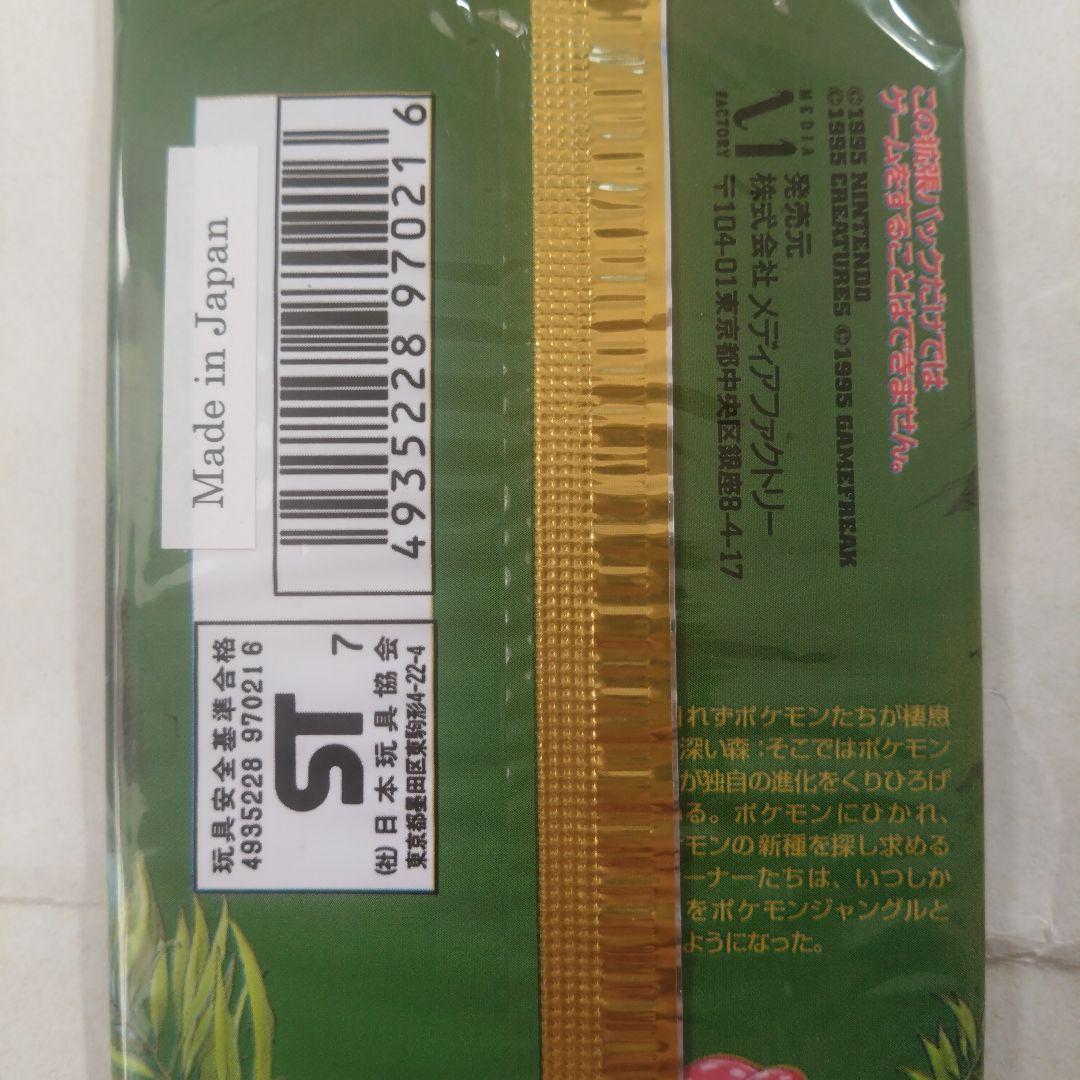 この拡張パックだけでは
ゲームをすることはできません。
©1995 NINTENDO
©1995 CREATURES ©1995 GAMEFREAK
MEDIA
FACTORY
発売元
株式会社 メディアファクトリー
〒104-01東京都中央区銀座8-4-17
4935228970216
Made in Japan
玩具安全基準合格
4935228 970216
ST 7
(社)日本玩具協会
東京都墨田区東駒形4-22-4
れずポケモンたちが棲息
深い森：そこではポケモン
が独自の進化をくりひろげ
る。ポケモンにひかれ、
モンの新種を探し求める
ーナーたちは、いつしか
をポケモンジャングルと
ようになった。